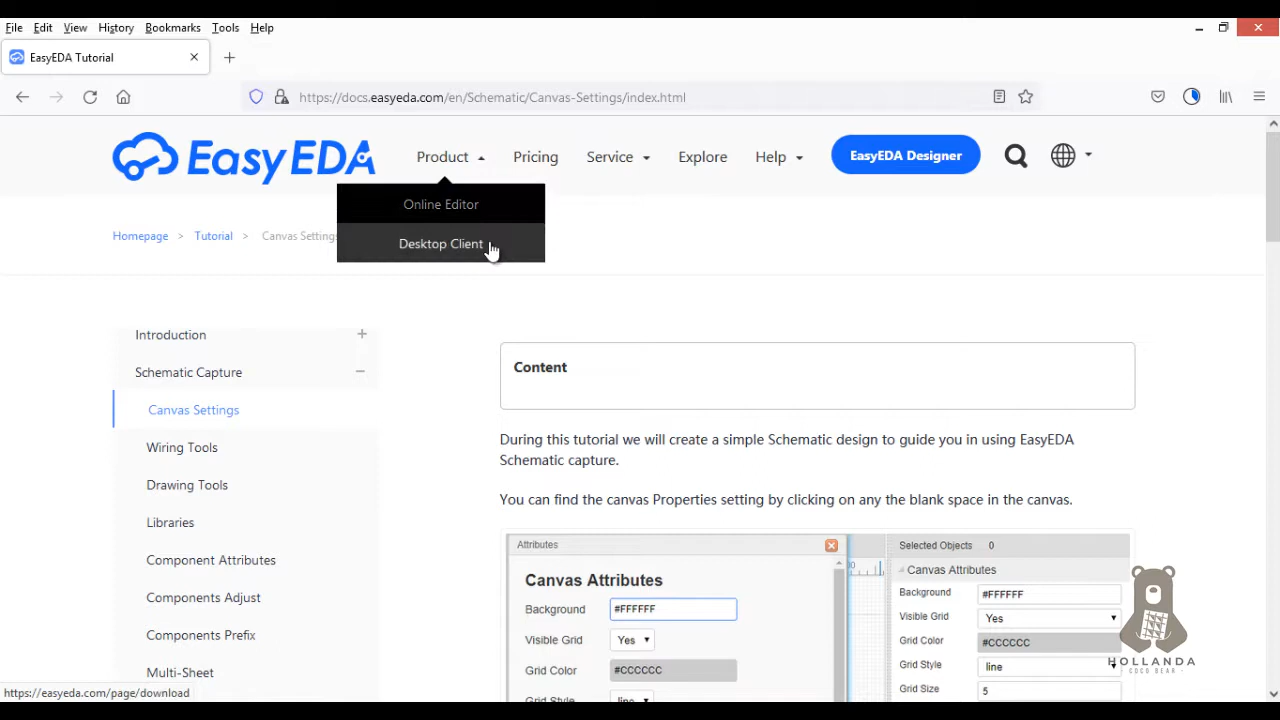 File Edit View History Bookmarks Tools Help
EasyEDA Tutorial
https://docs.easyeda.com/en/Schematic/Canvas-Settings/index.html
EasyEDA Product Pricing Service Explore Help EasyEDA Designer
Online Editor
Desktop Client
Homepage > Tutorial > Canvas Settings
Introduction +
Schematic Capture −
Canvas Settings
Wiring Tools
Drawing Tools
Libraries
Component Attributes
Components Adjust
Components Prefix
Multi-Sheet
Content
During this tutorial we will create a simple Schematic design to guide you in using EasyEDA
Schematic capture.
You can find the canvas Properties setting by clicking on any the blank space in the canvas.
Attributes
Canvas Attributes
Background #FFFFFF
Visible Grid Yes
Grid Color #CCCCCC
Grid Style line
Selected Objects 0
Canvas Attributes
Background #FFFFFF
Visible Grid Yes
Grid Color #CCCCCC
Grid Style line
Grid Size 5
HOLLANDA
COCO BEAR
https://easyeda.com/page/download